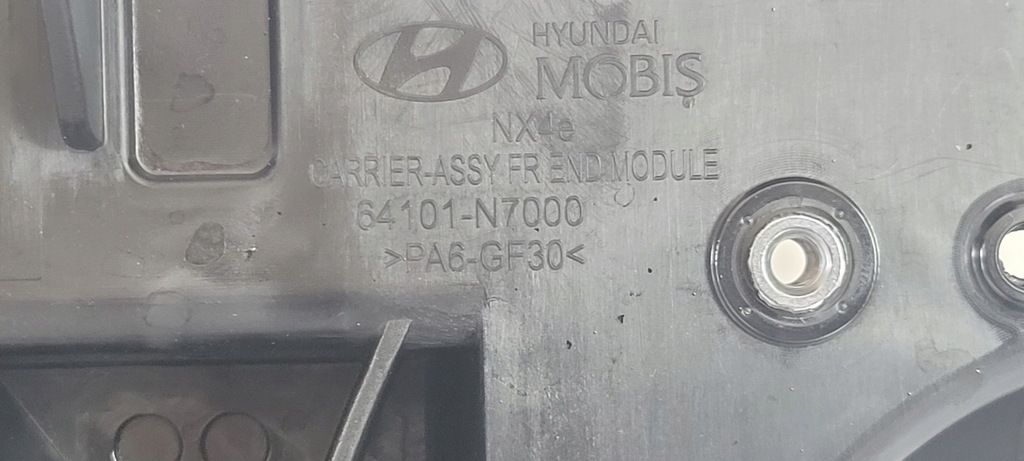 HYUNDAI
MOBIS
NX4e
CARRIER-ASSY FR END MODULE
64101-N7000
>PA6-GF30<